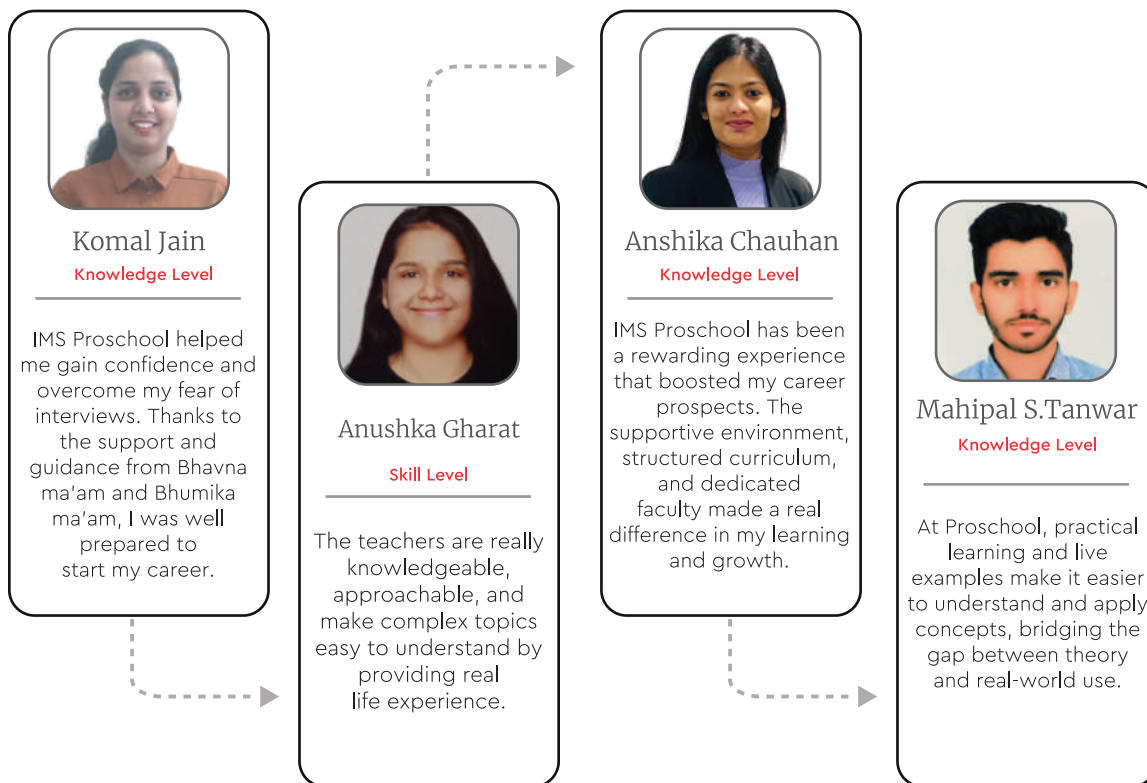 Komal Jain
Knowledge Level
IMS Proschool helped
me gain confidence and
overcome my fear of
interviews. Thanks to
the support and
guidance from Bhavna
ma'am and Bhumika
ma'am, I was well
prepared to
start my career.
Anushka Gharat
Skill Level
The teachers are really
knowledgeable,
approachable, and
make complex topics
easy to understand by
providing real
life experience.
Anshika Chauhan
Knowledge Level
IMS Proschool has been
a rewarding experience
that boosted my career
prospects. The
supportive environment,
structured curriculum,
and dedicated
faculty made a real
difference in my learning
and growth.
Mahipal S.Tanwar
Knowledge Level
At Proschool, practical
learning and live
examples make it easier
to understand and apply
concepts, bridging the
gap between theory
and real-world use.